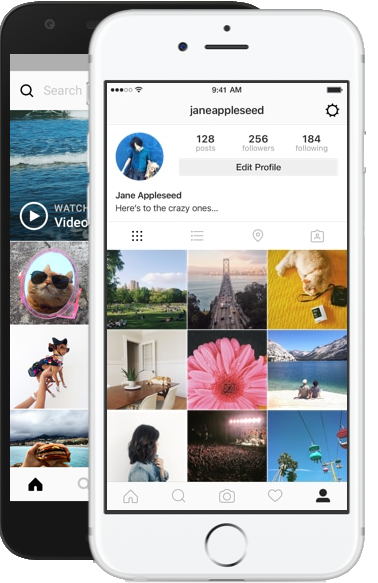 Search
WATCH
Video
9:41 AM
janeappleseed
128
posts
256
followers
184
following
Edit Profile
Jane Appleseed
Here's to the crazy ones...